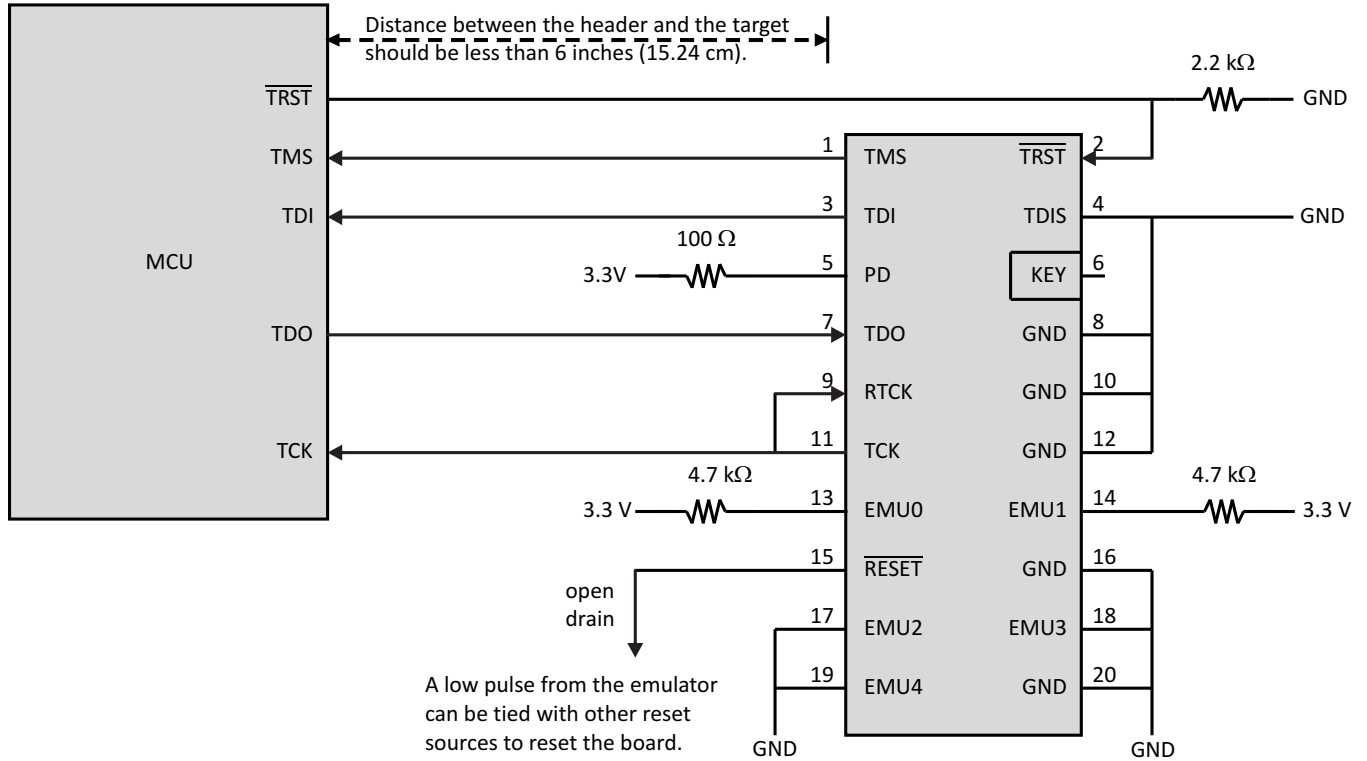 Distance between the header and the target
should be less than 6 inches (15.24 cm).
2.2 kΩ
TRST
GND
TMS
1
TMS
TRST
2
TDI
3
TDI
TDIS
4
GND
100 Ω
MCU
3.3V
5
PD
KEY
6
TDO
7
TDO
GND
8
9
RTCK
GND
10
TCK
11
TCK
GND
12
4.7 kΩ
4.7 kΩ
3.3 V
13
EMU0
EMU1
14
3.3 V
15
RESET
GND
16
open
drain
17
EMU2
EMU3
18
19
EMU4
GND
20
A low pulse from the emulator
can be tied with other reset
sources to reset the board.
GND
GND